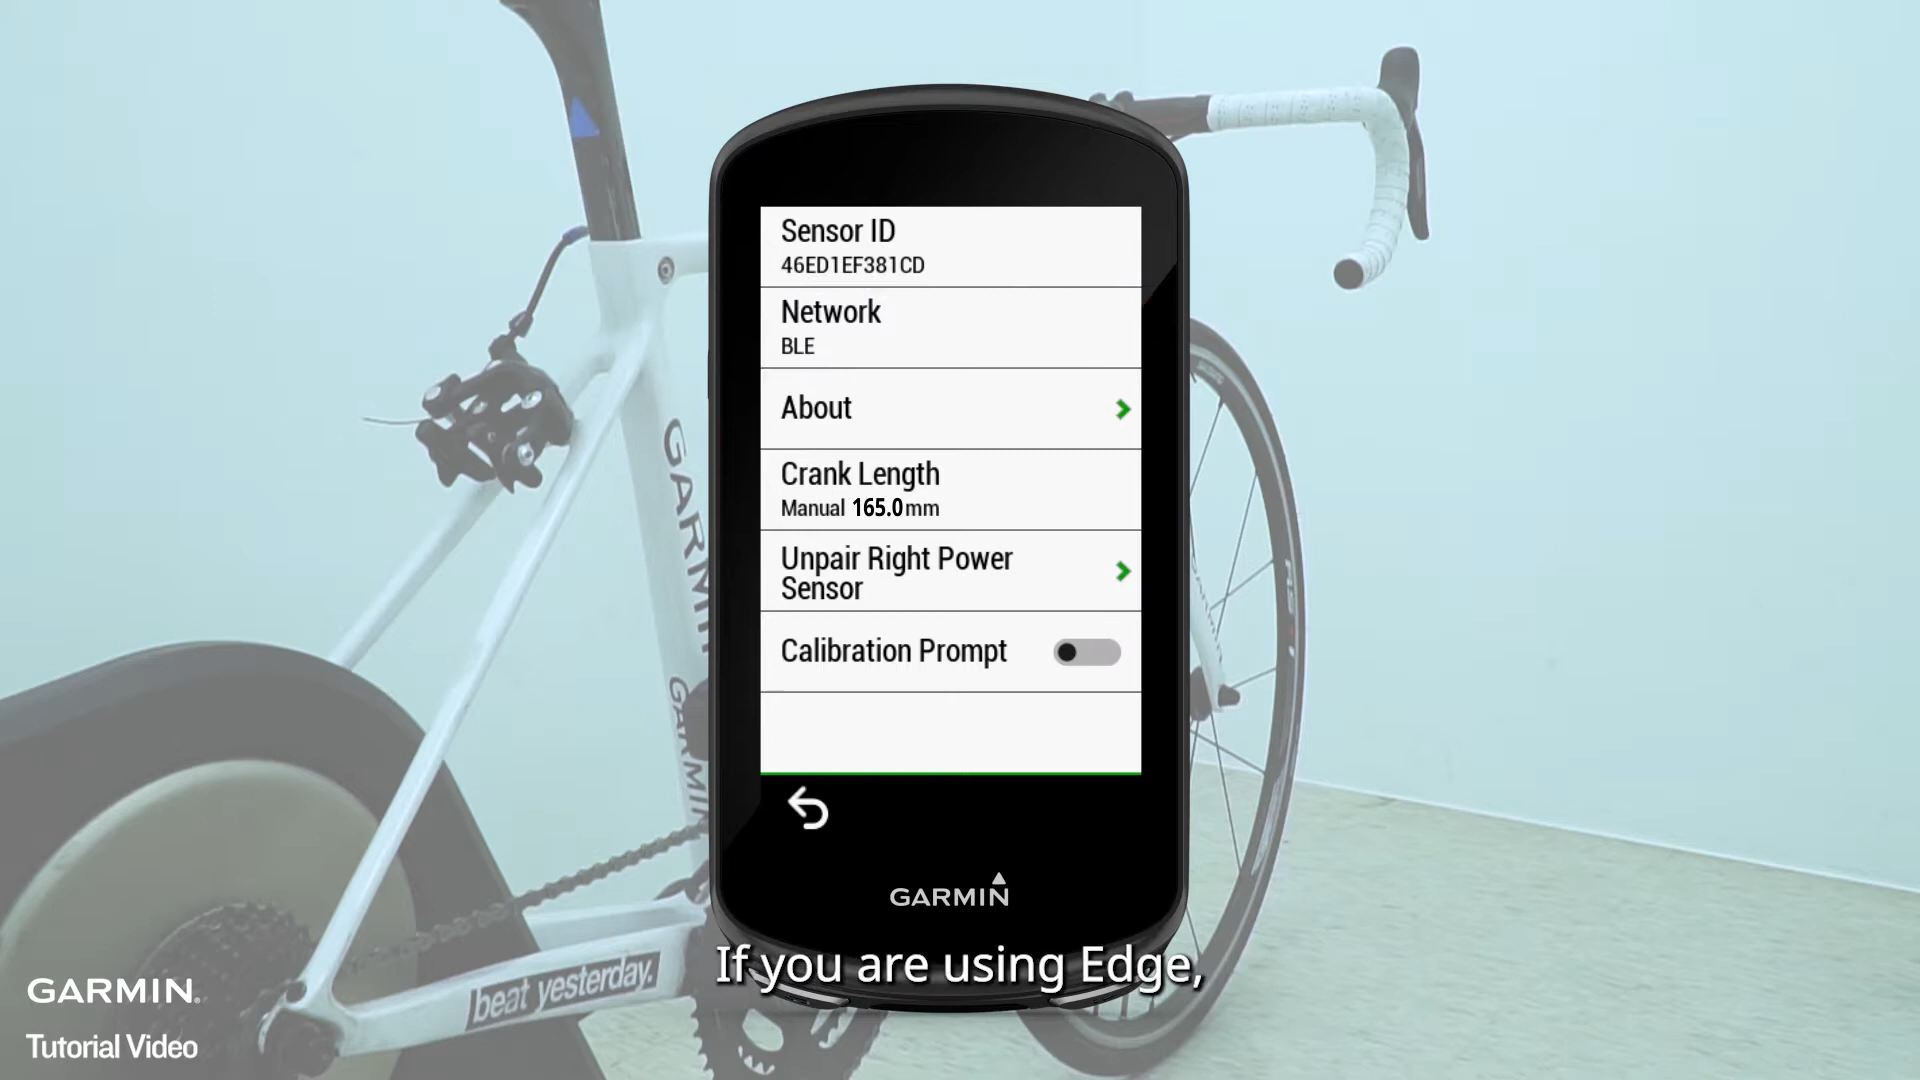 Sensor ID
46ED1EF381CD
Network
BLE
About
Crank Length
Manual 165.0mm
Unpair Right Power
Sensor
Calibration Prompt
GARMIN
If you are using Edge,
GARMIN
GARMIN
beat yesterday.
GARMIN
Tutorial Video